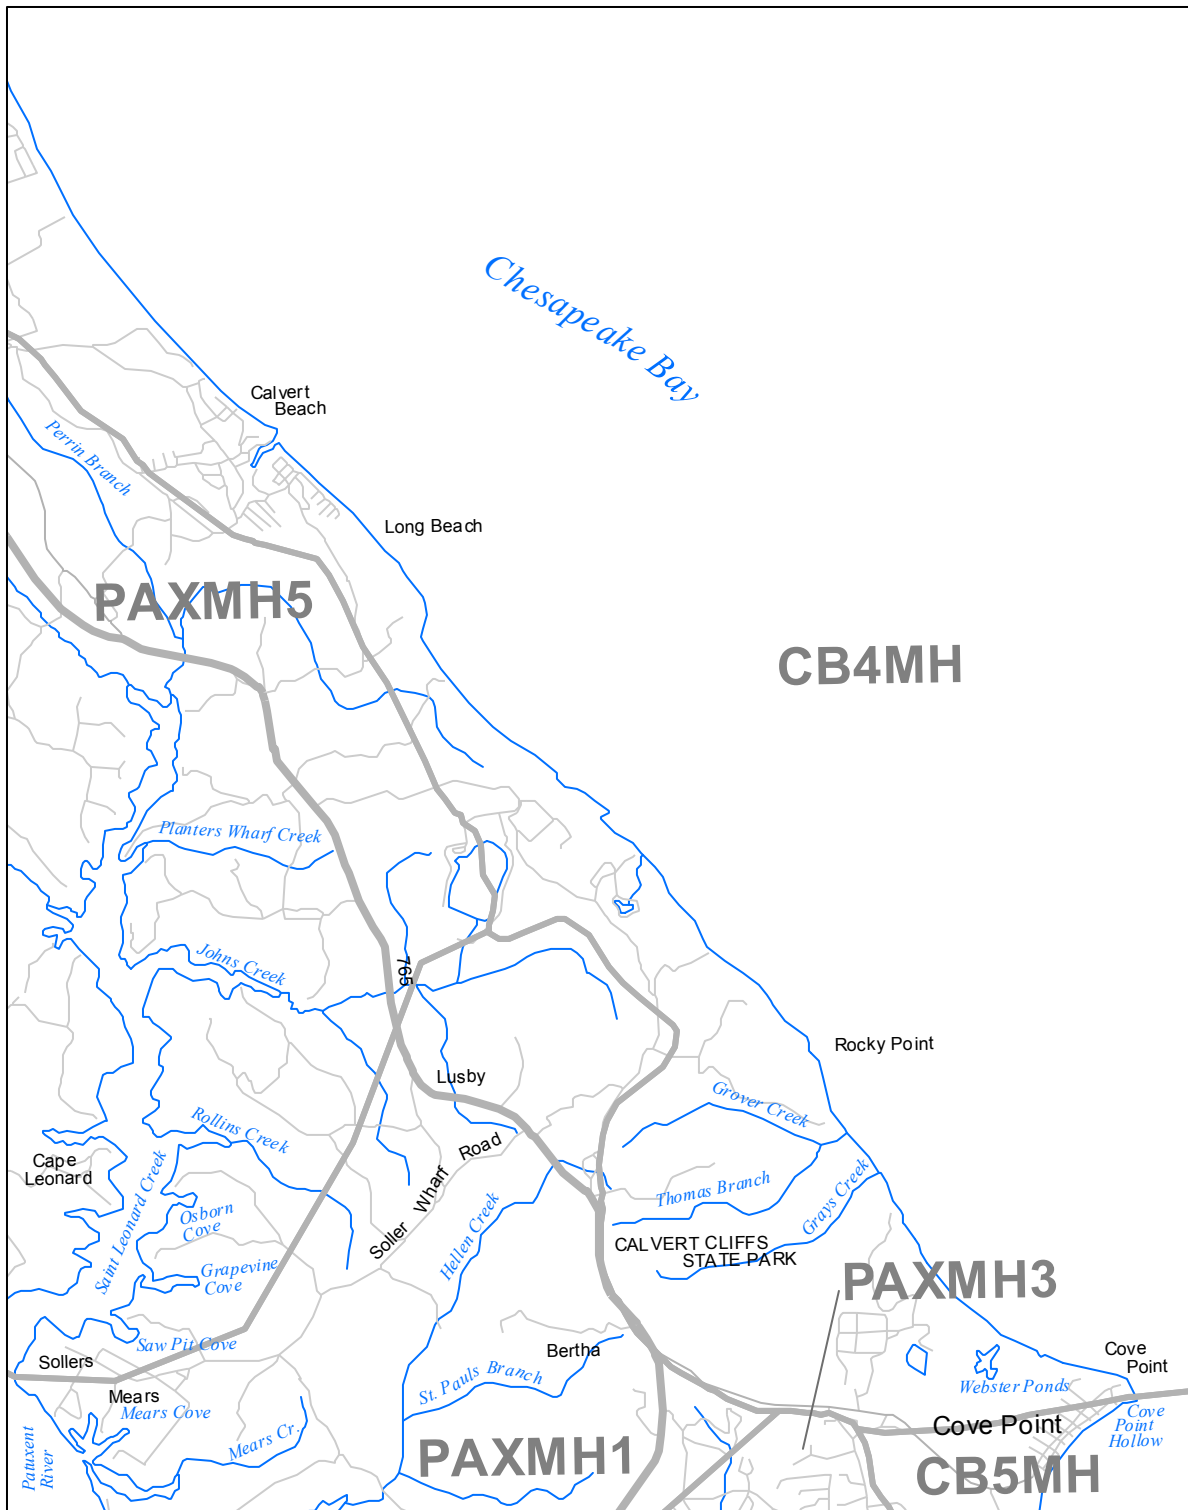 Chesapeake Bay
Calvert
Beach
Perrin Branch
Long Beach
PAXMH5
CB4MH
Planters Wharf Creek
Johns Creek
765
Rocky Point
Lusby
Grover Creek
Rollins Creek
Soller Wharf Road
Cape
Leonard
Saint Leonard Creek
Osborn
Cove
Thomas Branch
Grays Creek
Hellen Creek
CALVERT CLIFFS
STATE PARK
Grapevine
Cove
PAXMH3
Saw Pit Cove
Sollers
Bertha
Cove
Point
Mears
Mears Cove
St. Pauls Branch
Webster Ponds
Cove Point
Cove
Point
Hollow
Mears Cr.
Patuxent
River
PAXMH1
CB5MH